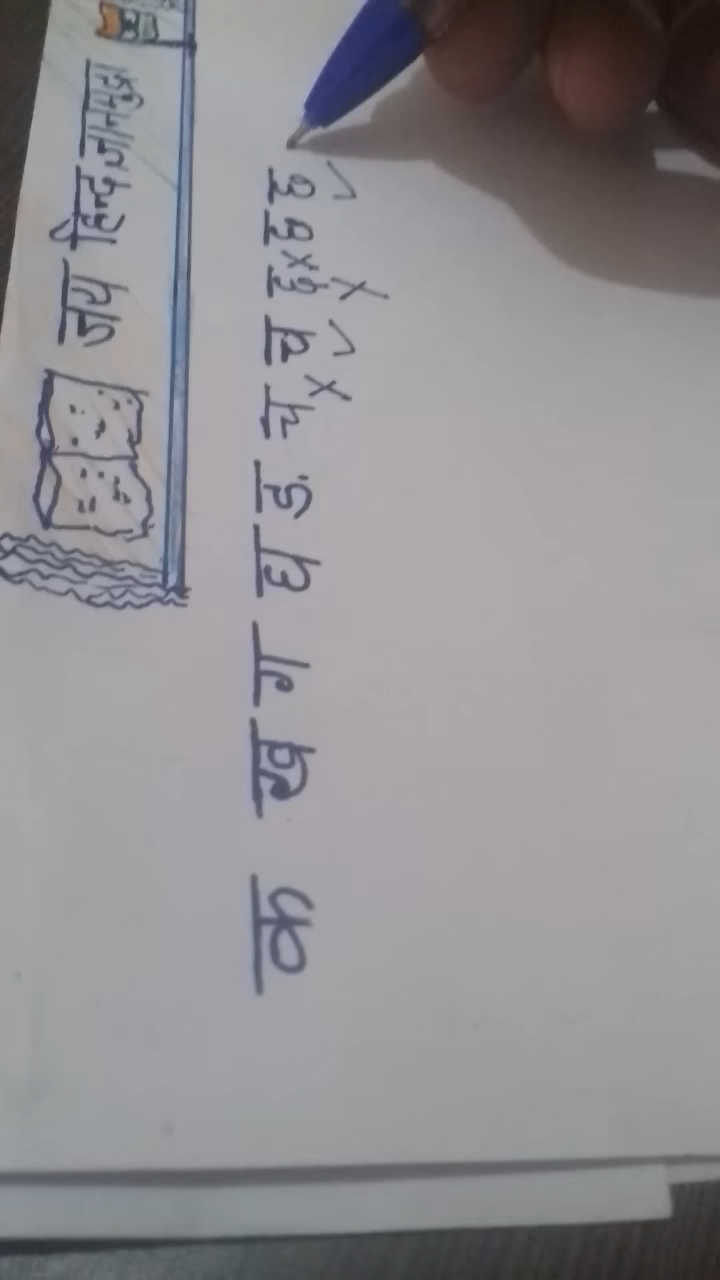 जय हिन्द
क ख ग घ ङ च च छ छ छ